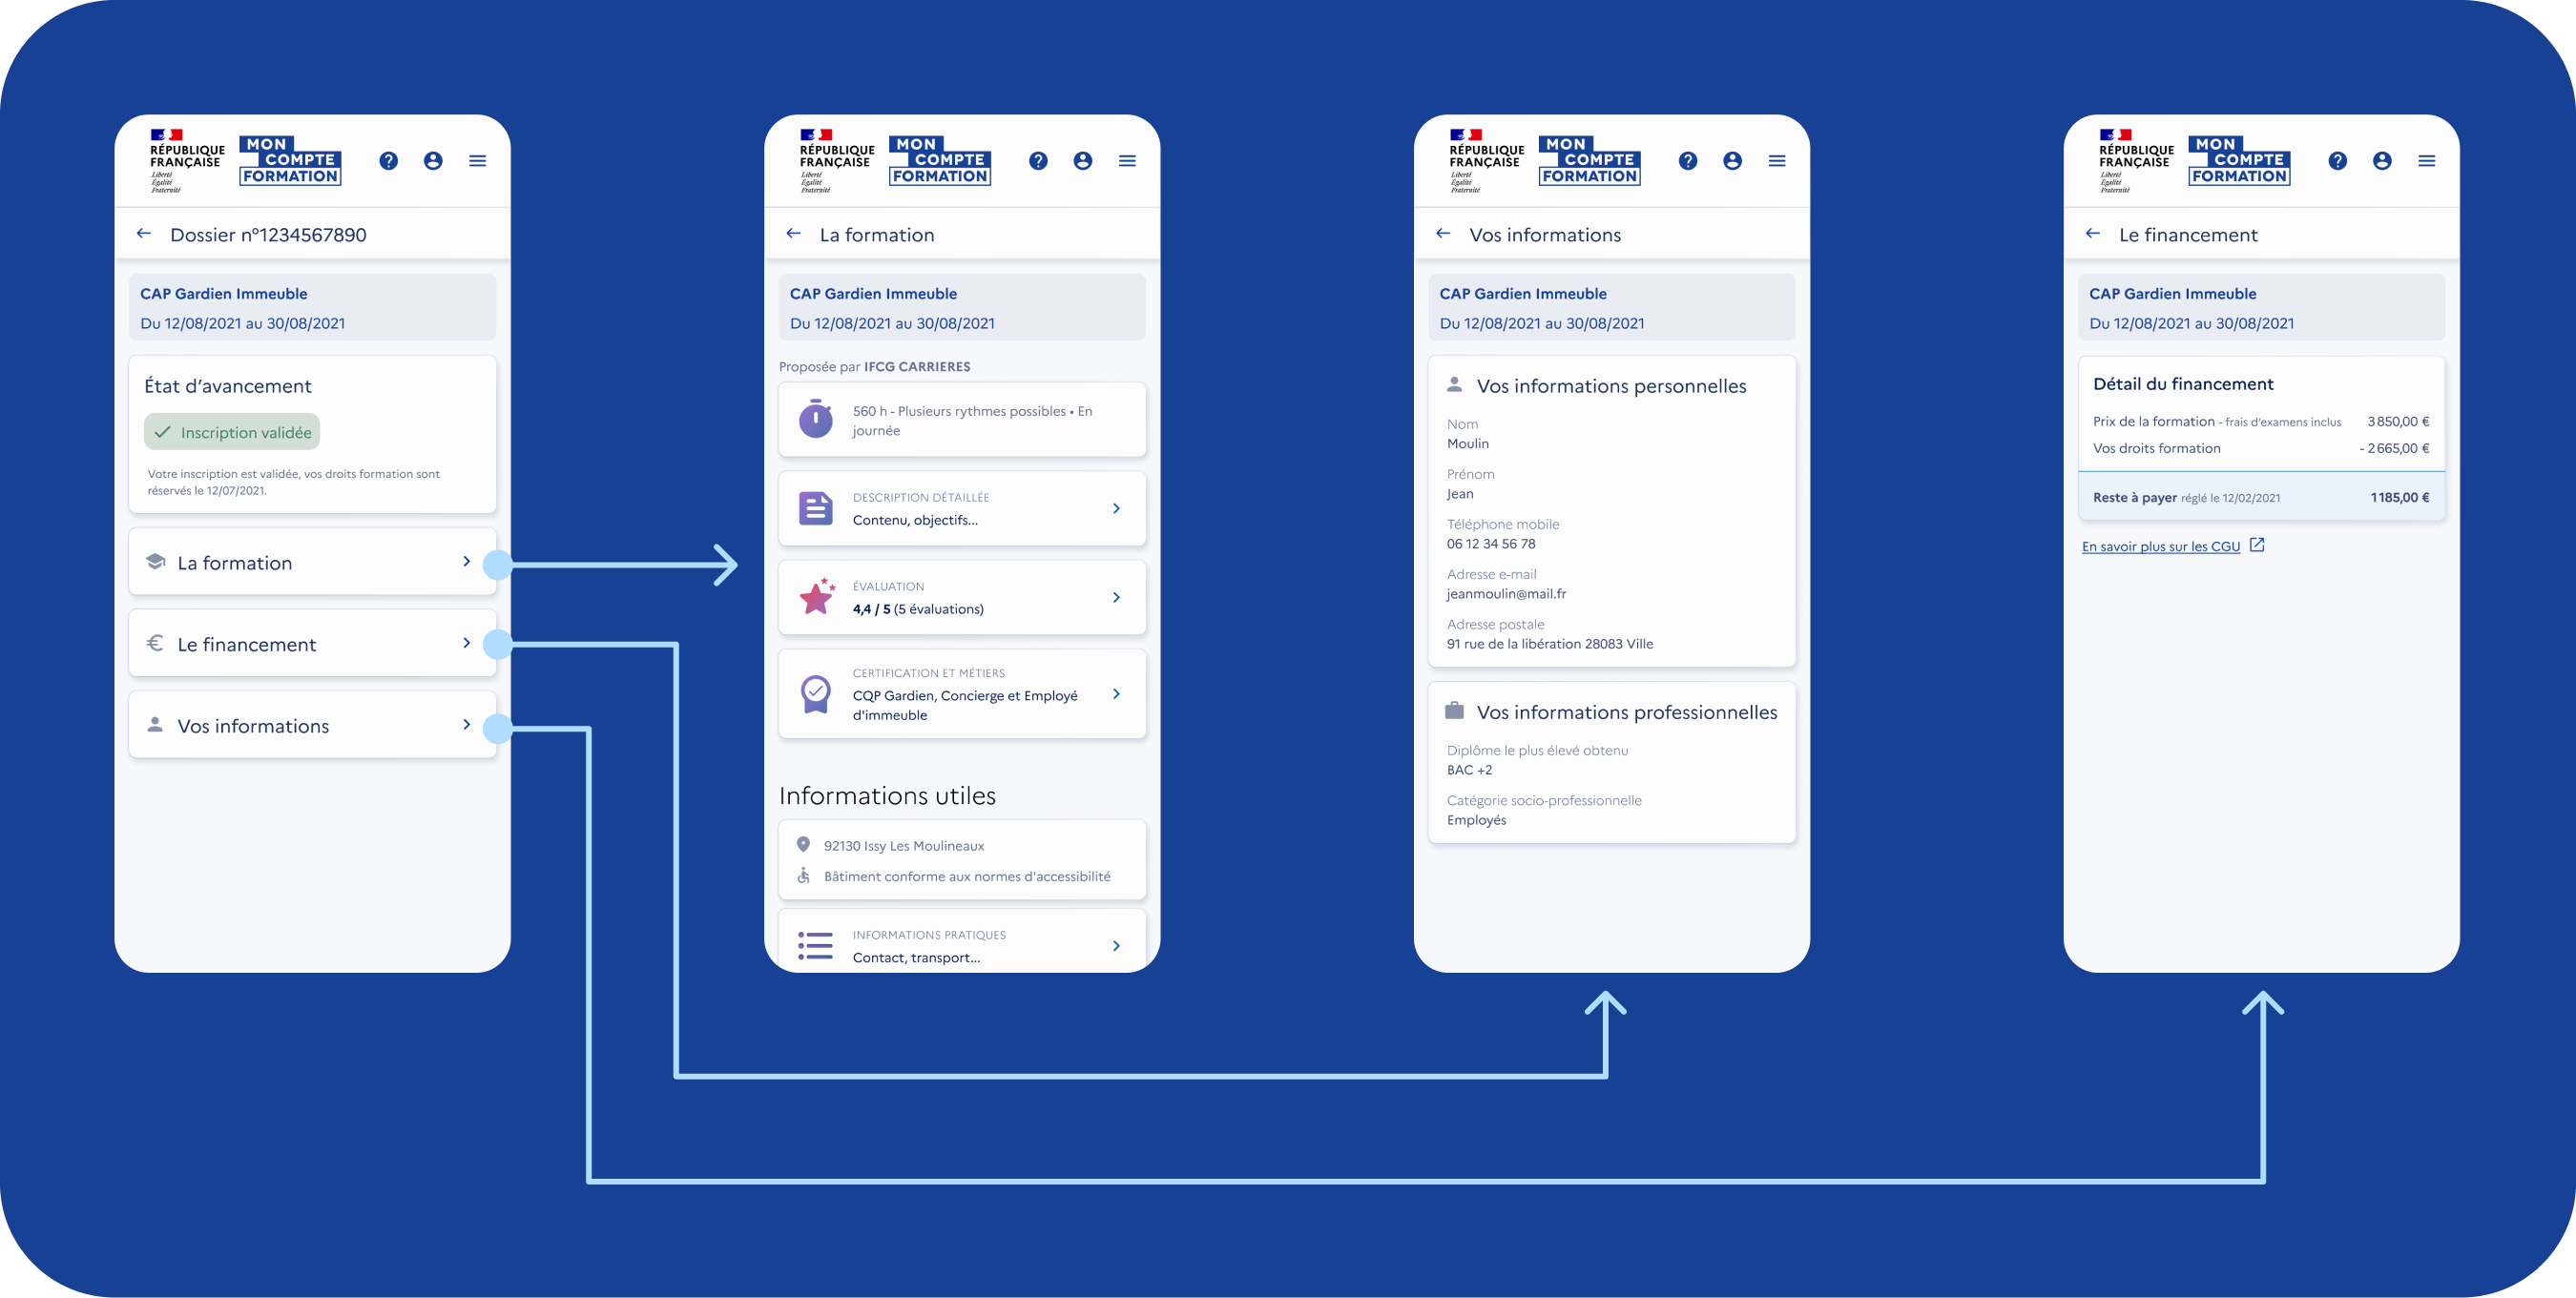 RÉPUBLIQUE
FRANÇAISE
Liberté
Égalité
Fraternité
MON
COMPTE
FORMATION
Dossier n°1234567890
CAP Gardien Immeuble
Du 12/08/2021 au 30/08/2021
État d’avancement
Inscription validée
Votre inscription est validée, vos droits formation sont
réservés le 12/07/2021.
La formation
Le financement
Vos informations
RÉPUBLIQUE
FRANÇAISE
Liberté
Égalité
Fraternité
MON
COMPTE
FORMATION
La formation
CAP Gardien Immeuble
Du 12/08/2021 au 30/08/2021
Proposée par IFCG CARRIERES
560 h - Plusieurs rythmes possibles • En
journée
DESCRIPTION DÉTAILLÉE
Contenu, objectifs...
ÉVALUATION
4,4 / 5 (5 évaluations)
CERTIFICATION ET MÉTIERS
CQP Gardien, Concierge et Employé
d'immeuble
Informations utiles
92130 Issy Les Moulineaux
Bâtiment conforme aux normes d'accessibilité
INFORMATIONS PRATIQUES
Contact, transport...
RÉPUBLIQUE
FRANÇAISE
Liberté
Égalité
Fraternité
MON
COMPTE
FORMATION
Vos informations
CAP Gardien Immeuble
Du 12/08/2021 au 30/08/2021
Vos informations personnelles
Nom
Moulin
Prénom
Jean
Téléphone mobile
06 12 34 56 78
Adresse e-mail
jeanmoulin@mail.fr
Adresse postale
91 rue de la libération 28083 Ville
Vos informations professionnelles
Diplôme le plus élevé obtenu
BAC +2
Catégorie socio-professionnelle
Employés
RÉPUBLIQUE
FRANÇAISE
Liberté
Égalité
Fraternité
MON
COMPTE
FORMATION
Le financement
CAP Gardien Immeuble
Du 12/08/2021 au 30/08/2021
Détail du financement
Prix de la formation - frais d’examens inclus 3 850,00 €
Vos droits formation - 2 665,00 €
Reste à payer réglé le 12/02/2021 1 185,00 €
En savoir plus sur les CGU